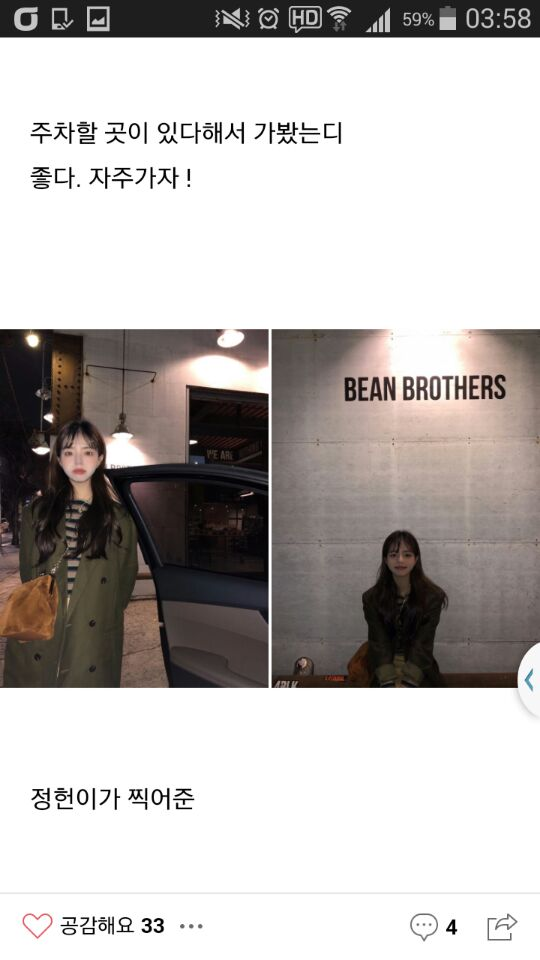 HD 59% 03:58
주차할 곳이 있다해서 가봤는디
좋다. 자주가자 !
WE ARE
BEAN BROTHERS
정헌이가 찍어준
공감해요 33
4